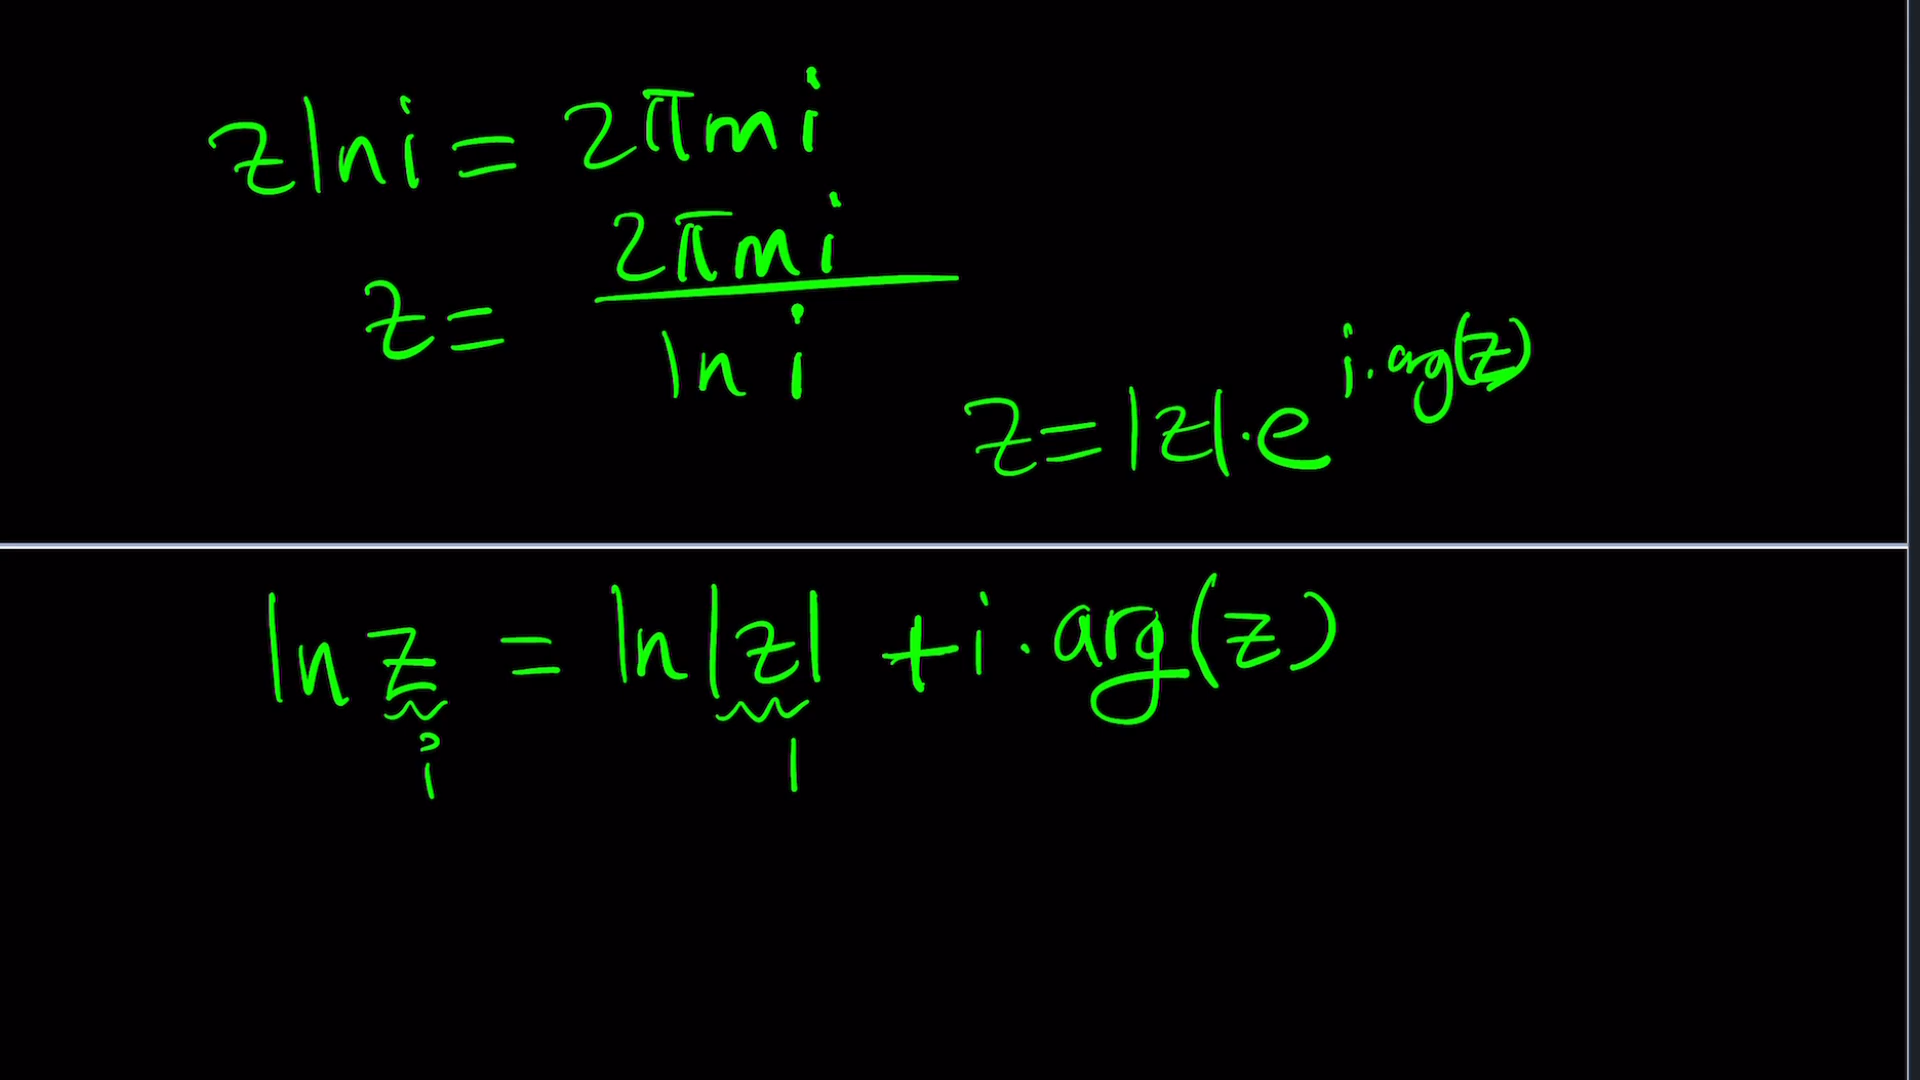 z ln i = 2πmi
z = 2πmi / ln i
z = |z| · e^{i·arg(z)}
ln z = ln |z| + i · arg(z)
i 1